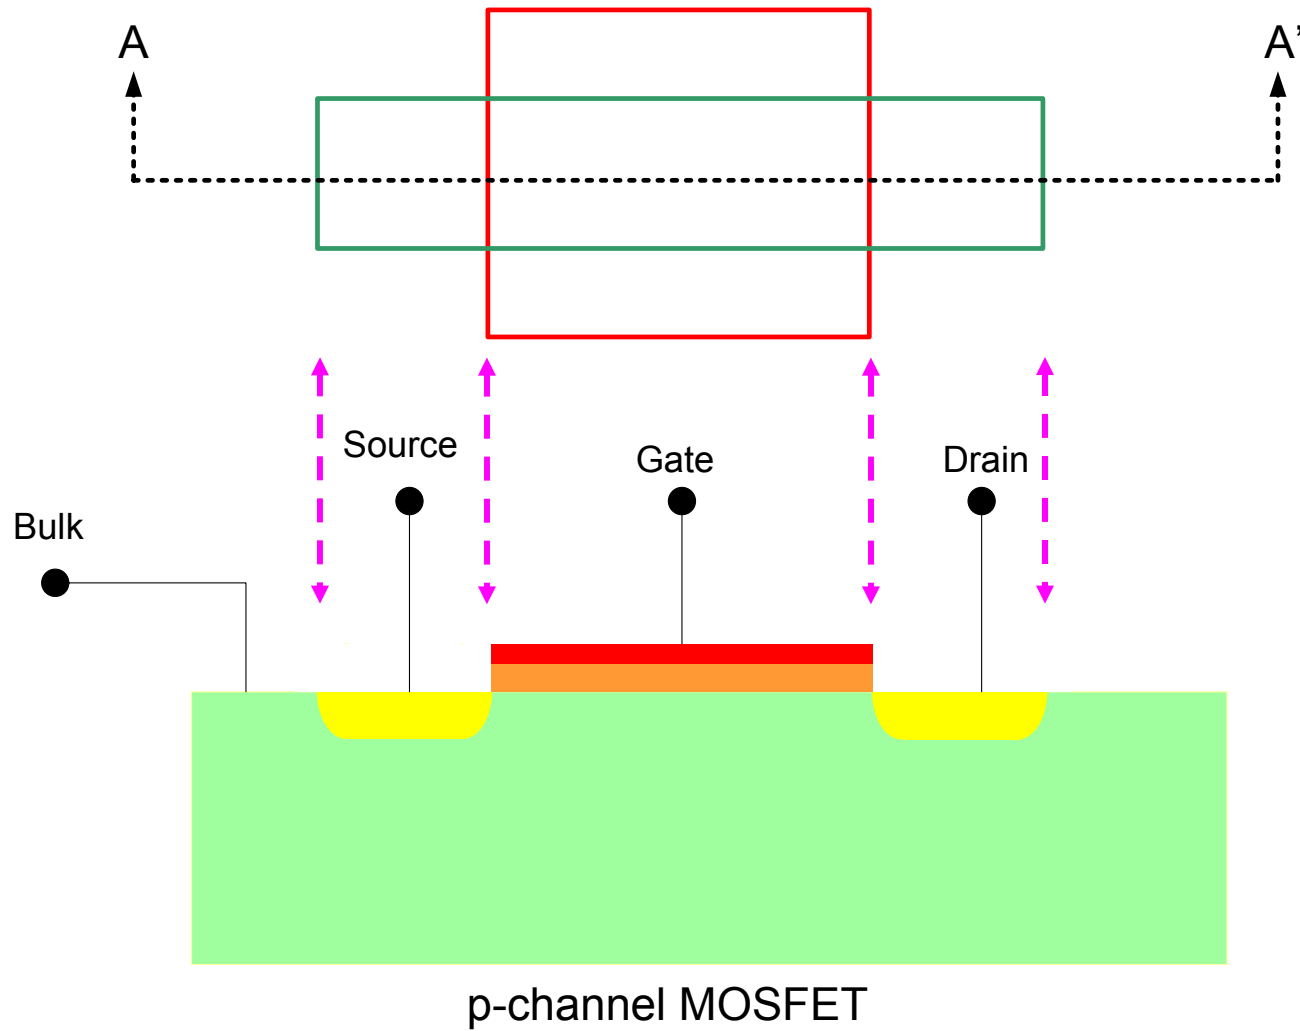 A
A’
Source
Gate
Drain
Bulk
p-channel MOSFET